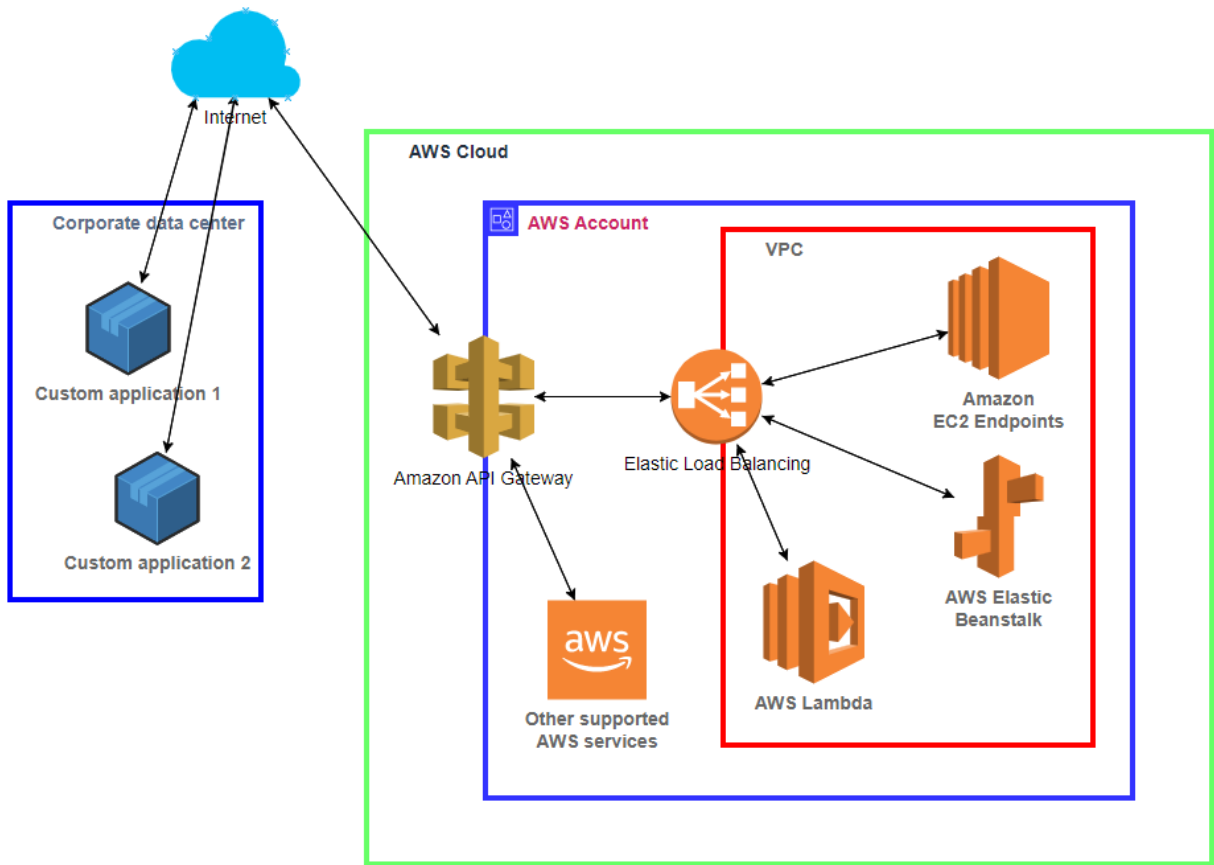 Internet
AWS Cloud
Corporate data center
AWS Account
VPC
Custom application 1
Amazon
EC2 Endpoints
Elastic Load Balancing
Amazon API Gateway
Custom application 2
AWS Elastic
Beanstalk
aws
AWS Lambda
Other supported
AWS services